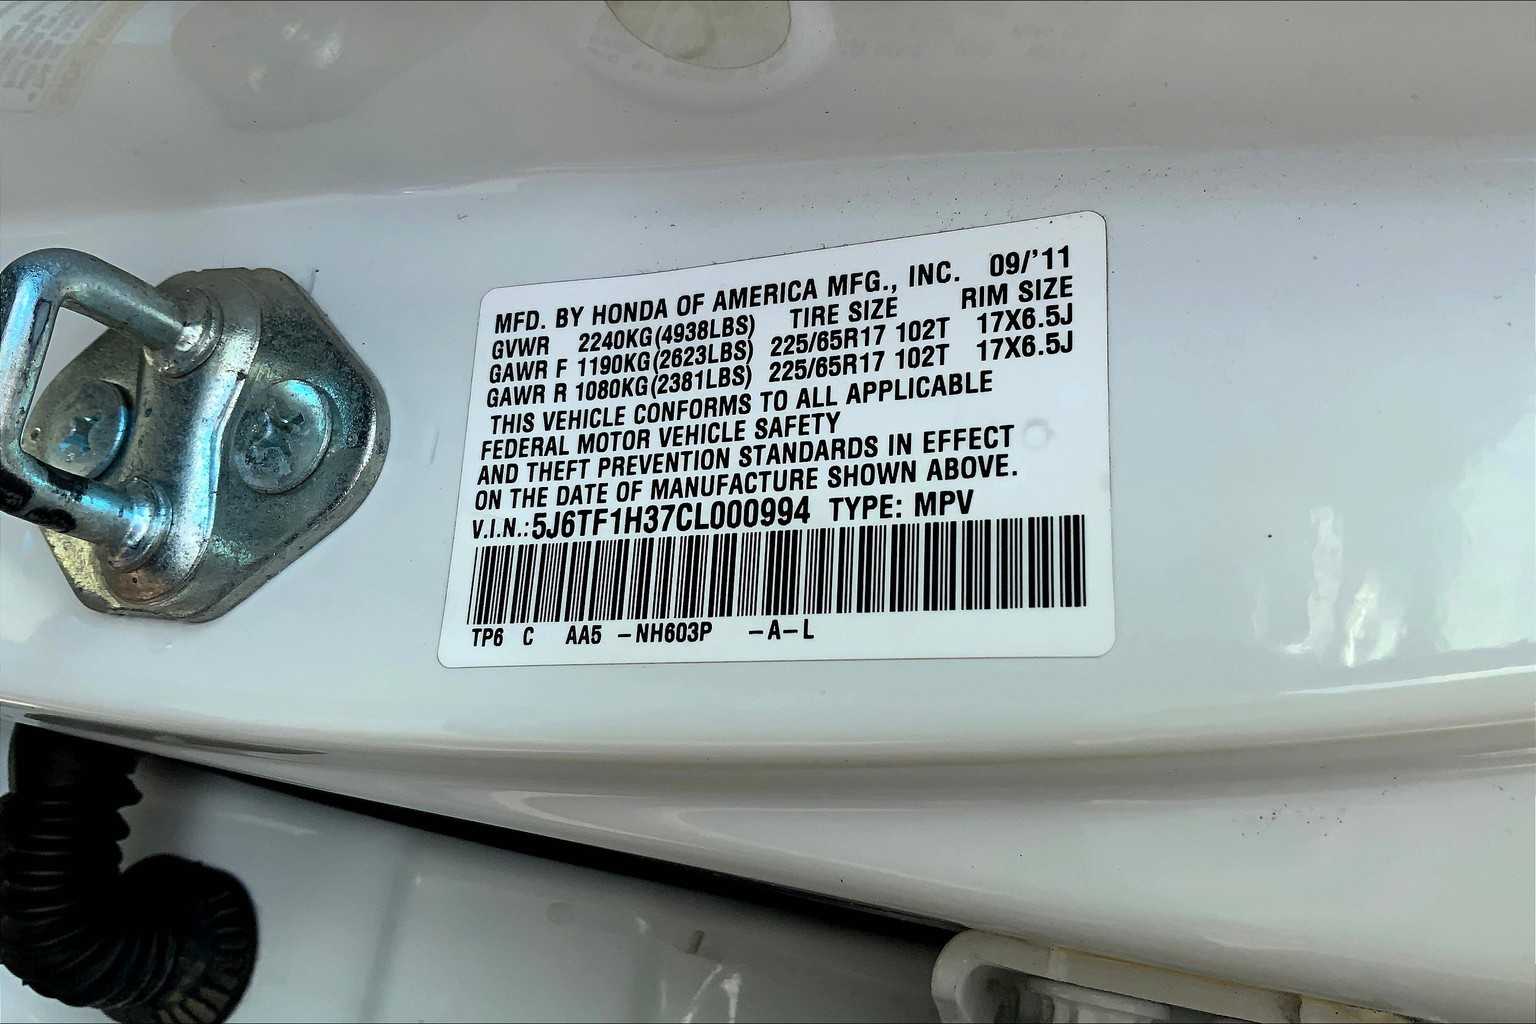 MFD. BY HONDA OF AMERICA MFG., INC. 09/'11
GVWR 2240KG(4938LBS) TIRE SIZE RIM SIZE
GAWR F 1190KG(2623LBS) 225/65R17 102T 17X6.5J
GAWR R 1080KG(2381LBS) 225/65R17 102T 17X6.5J
THIS VEHICLE CONFORMS TO ALL APPLICABLE
FEDERAL MOTOR VEHICLE SAFETY
AND THEFT PREVENTION STANDARDS IN EFFECT
ON THE DATE OF MANUFACTURE SHOWN ABOVE.
V.I.N.: 5J6TF1H37CL000994 TYPE: MPV
TP6 C AA5 -NH603P -A-L